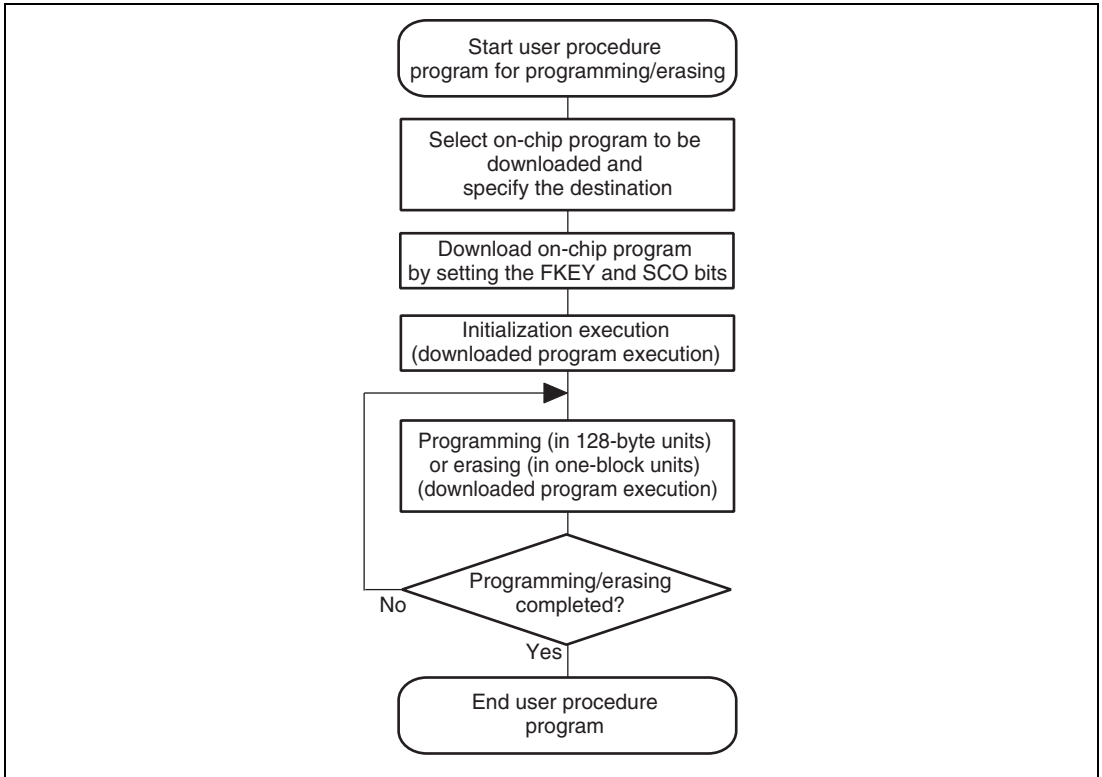 Start user procedure
program for programming/erasing
Select on-chip program to be
downloaded and
specify the destination
Download on-chip program
by setting the FKEY and SCO bits
Initialization execution
(downloaded program execution)
Programming (in 128-byte units)
or erasing (in one-block units)
(downloaded program execution)
Programming/erasing
completed?
No
Yes
End user procedure
program